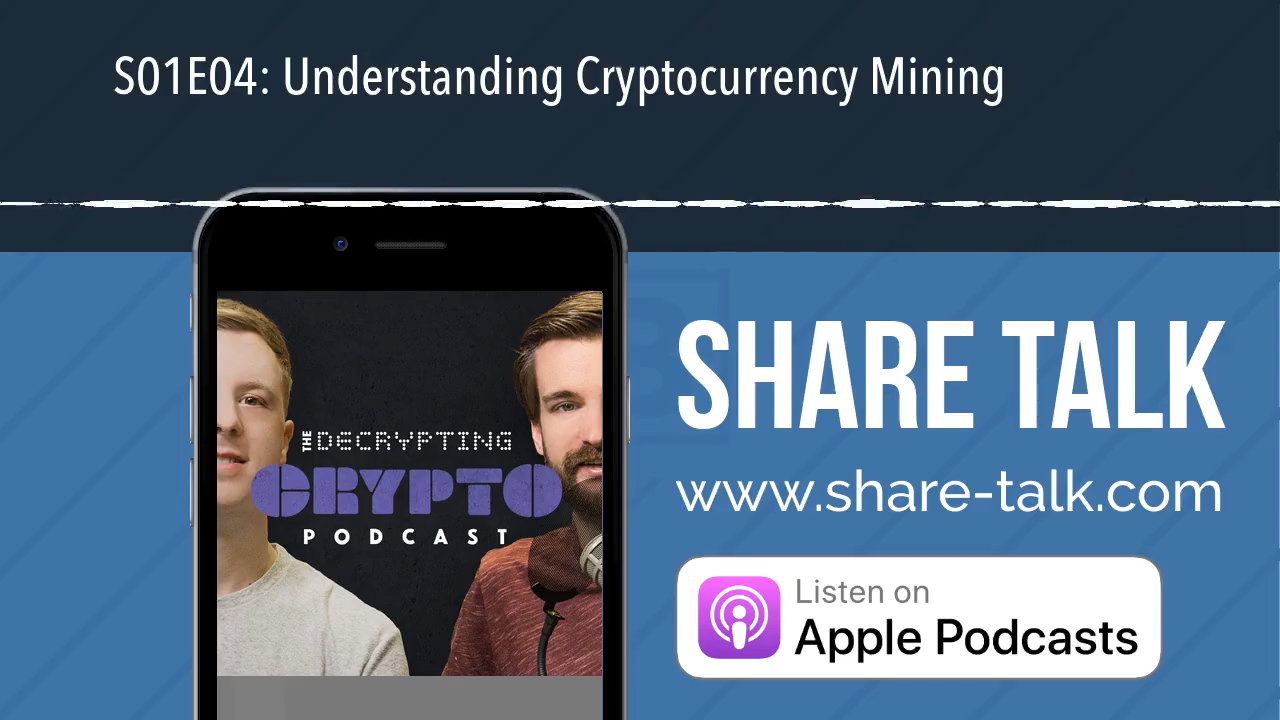 S01E04: Understanding Cryptocurrency Mining
SHARE TALK
www.share-talk.com
Listen on
Apple Podcasts
THE DECRYPTING
CRYPTO
PODCAST